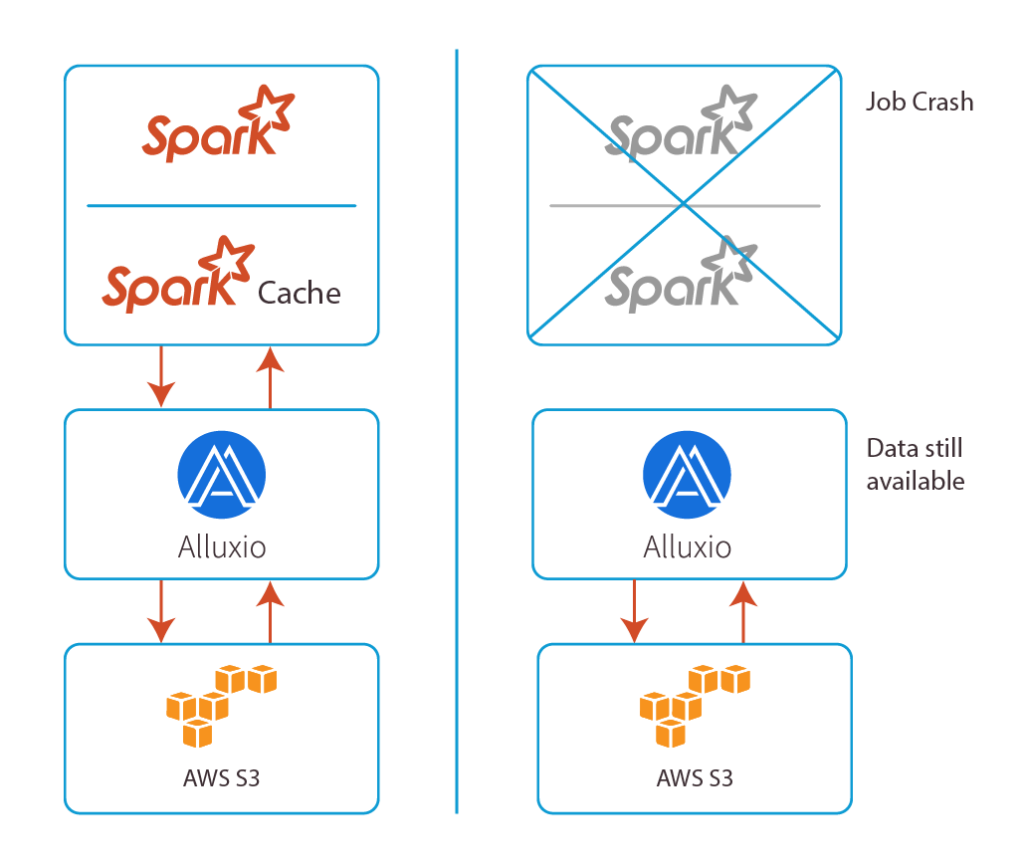 Spark
Spark Cache
Alluxio
AWS S3
Spark
Spark
Job Crash
Alluxio
Data still
available
AWS S3